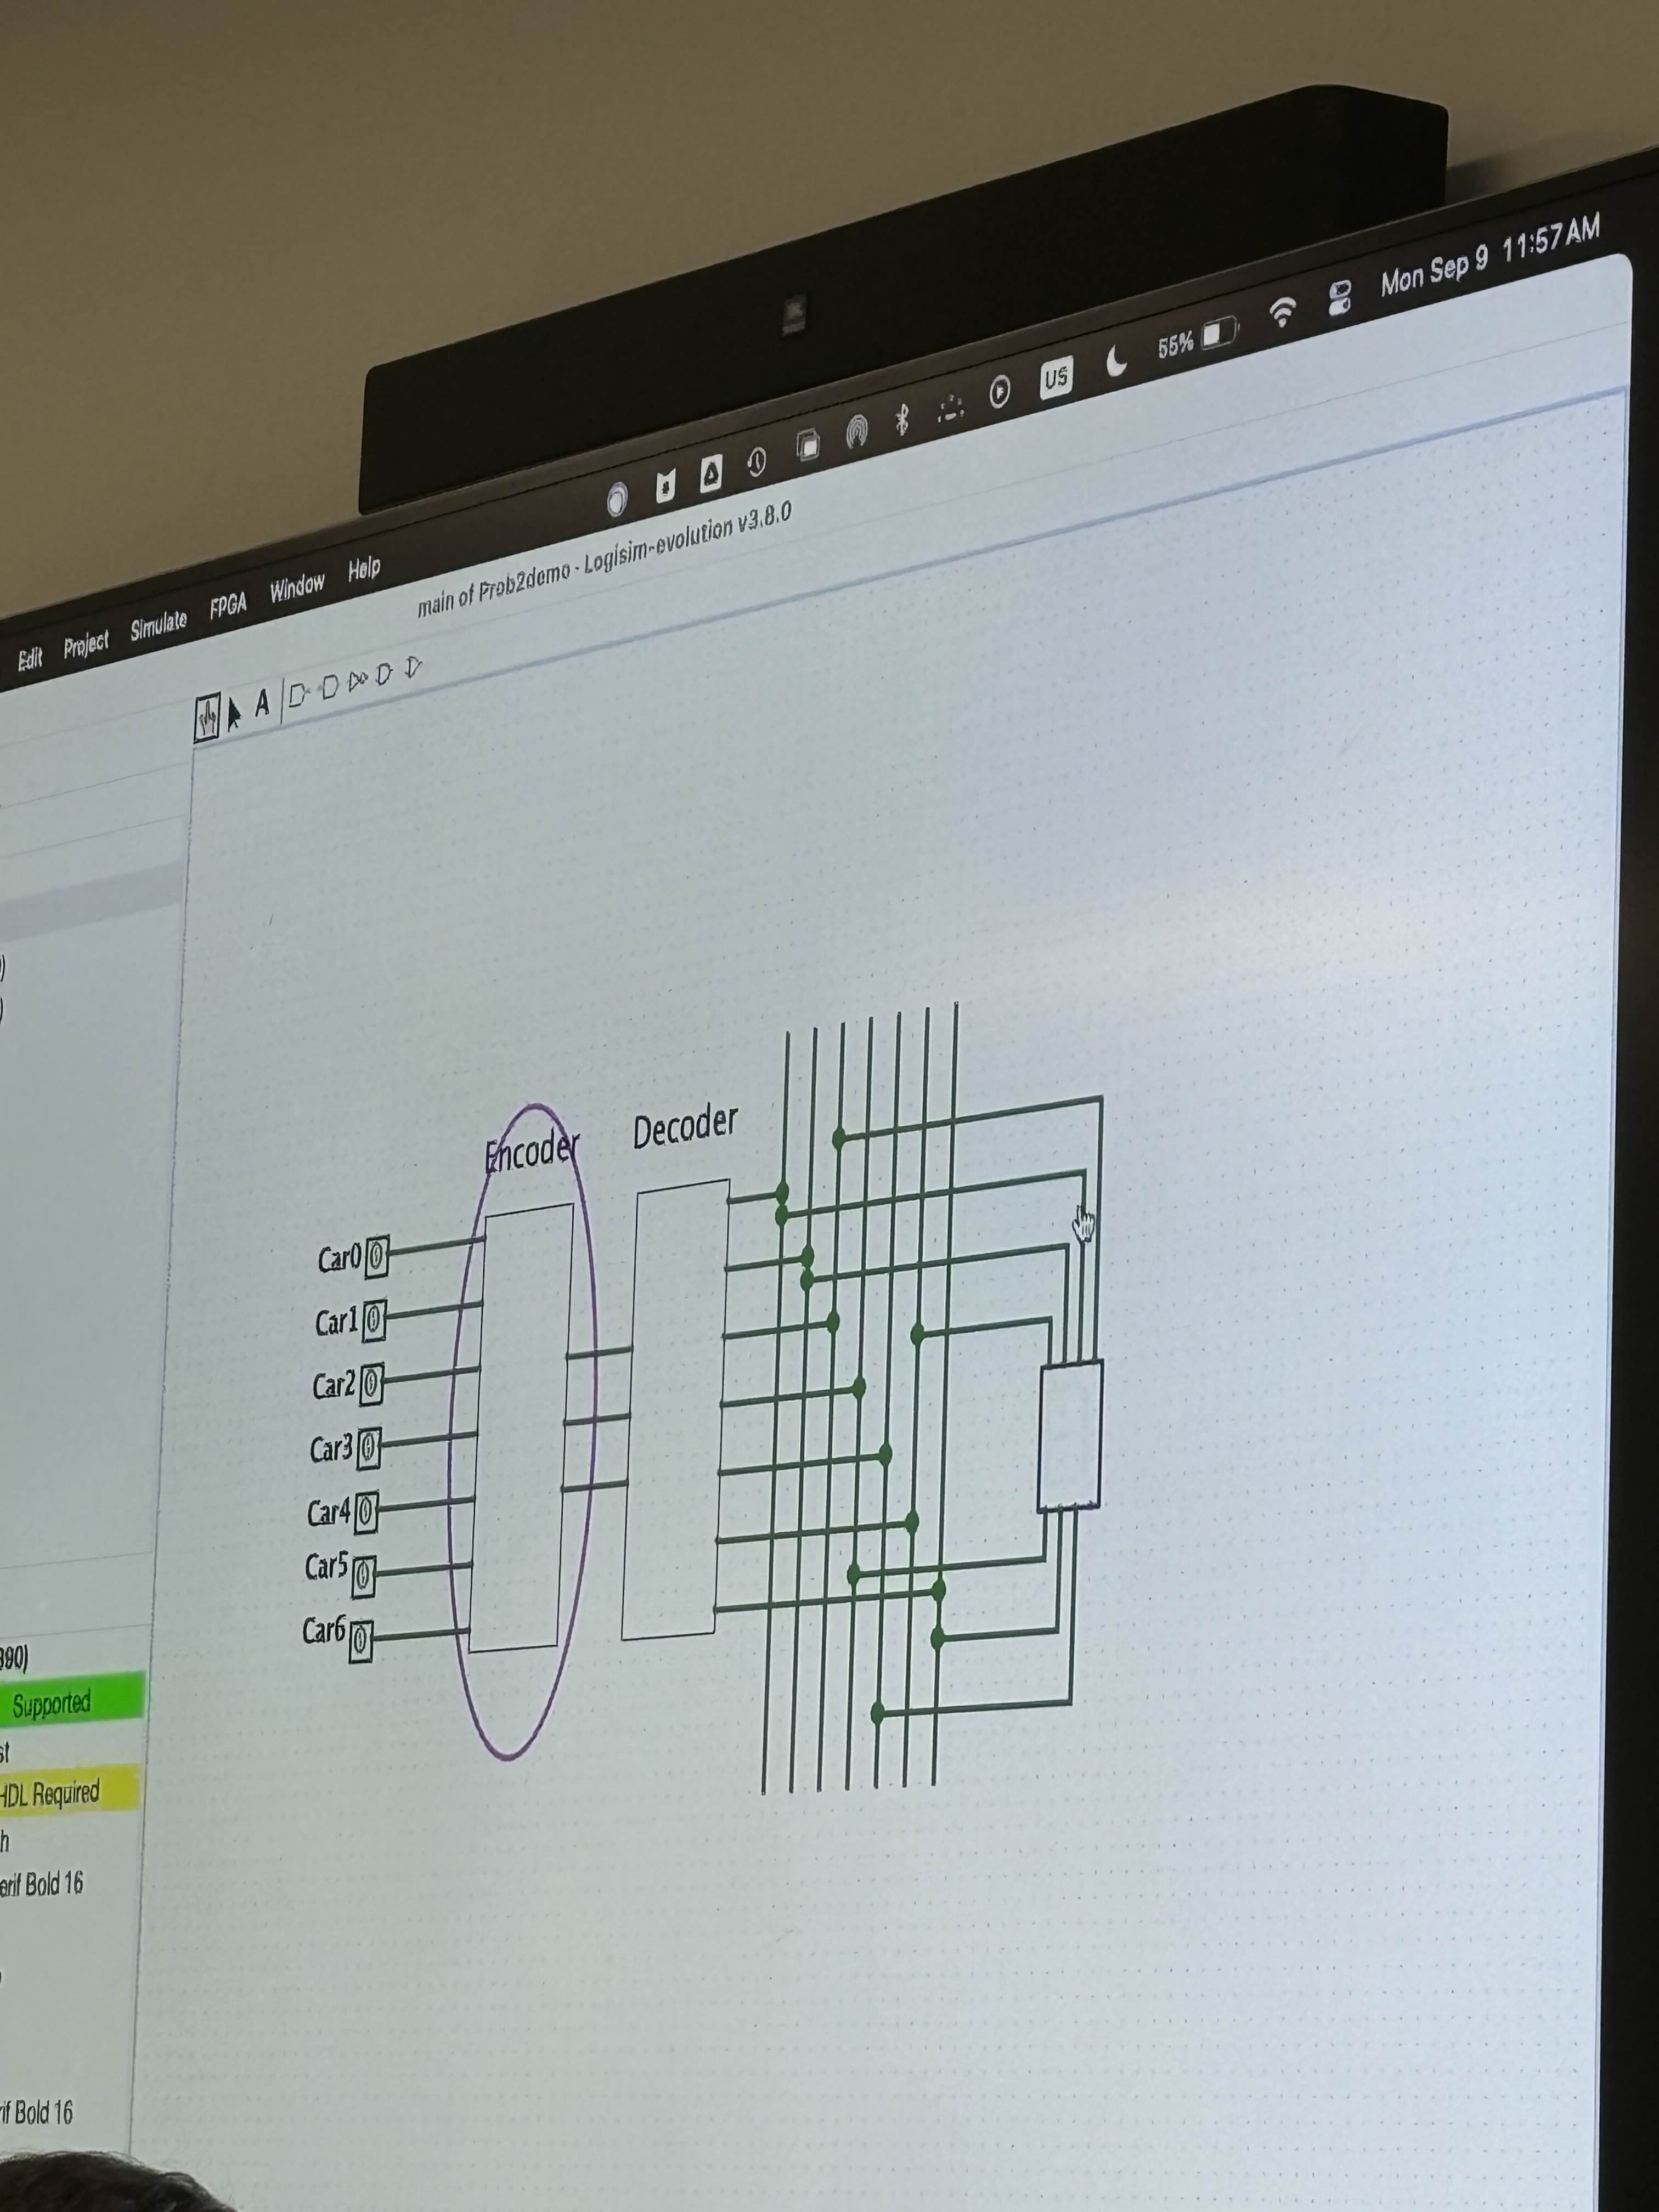 Mon Sep 9 11:57 AM
55%
US
Edit Project Simulate FPGA Window Help
main of Prob2demo - Logisim-evolution v3.8.0
A
Encoder
Decoder
Car0 0
Car1 0
Car2 0
Car3 0
Car4 0
Car5 0
Car6 0
Supported
HDL Required
Bold 16
Bold 16